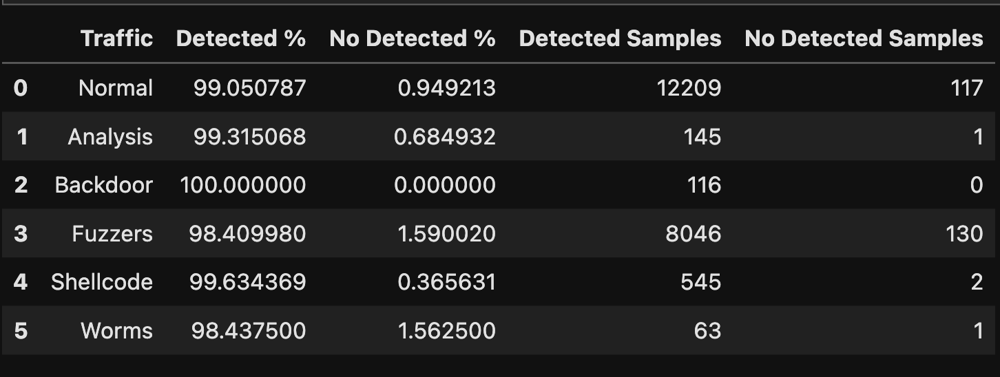 Traffic Detected % No Detected % Detected Samples No Detected Samples
0 Normal 99.050787 0.949213 12209 117
1 Analysis 99.315068 0.684932 145 1
2 Backdoor 100.000000 0.000000 116 0
3 Fuzzers 98.409980 1.590020 8046 130
4 Shellcode 99.634369 0.365631 545 2
5 Worms 98.437500 1.562500 63 1